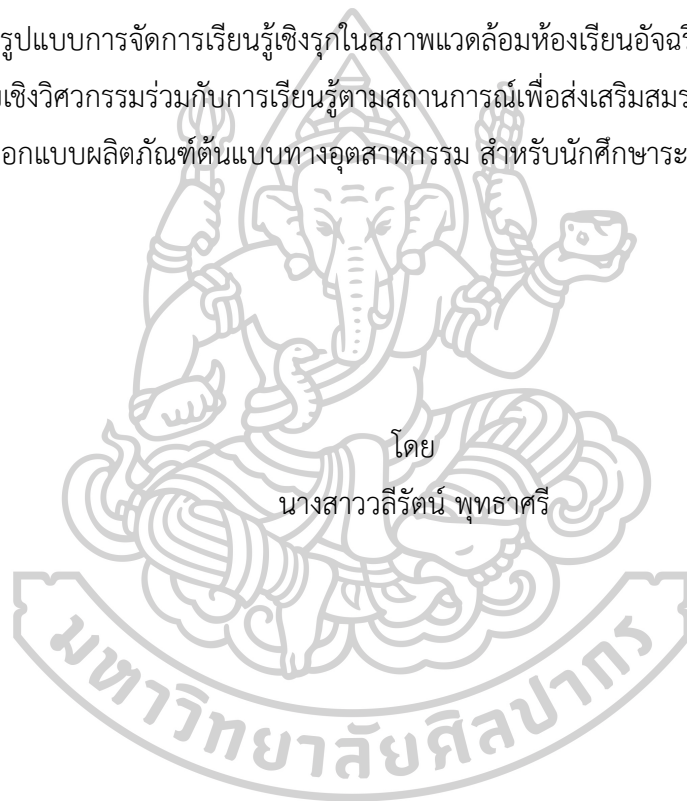 รูปแบบการจัดการเรียนรู้เชิงรุกในสภาพแวดล้อมห้องเรียนอัจฉริ
เชิงวิศวกรรมร่วมกับการเรียนรู้ตามสถานการณ์เพื่อส่งเสริมสมร
อกแบบผลิตภัณฑ์ต้นแบบทางอุตสาหกรรม สำหรับนักศึกษาระ
โดย
นางสาววลีรัตน์ พุทธาศรี
มหาวิทยาลัยศิลปากร